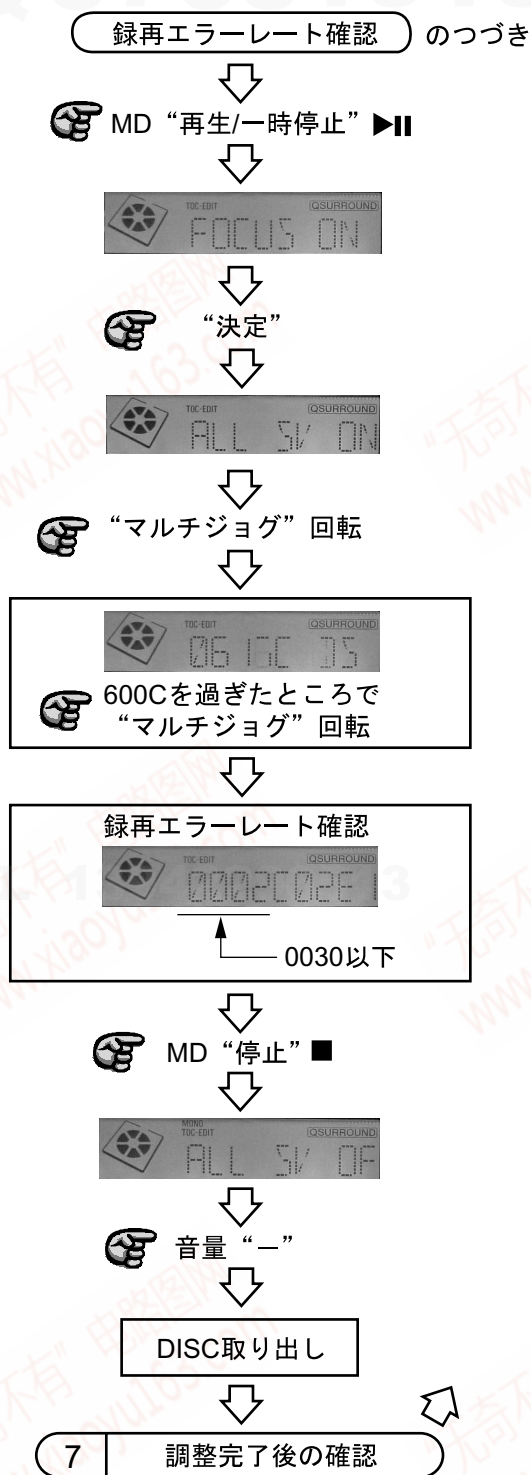 録再エラーレート確認 のつづき
MD “再生/一時停止” ▶II
TOC-EDIT QSURROUND
FOCUS ON
“決定”
TOC-EDIT QSURROUND
ALL SV ON
“マルチジョグ” 回転
TOC-EDIT QSURROUND
600Cを過ぎたところで
“マルチジョグ” 回転
録再エラーレート確認
TOC-EDIT QSURROUND
0002C02E1
0030以下
MD “停止” ■
MONO
TOC-EDIT QSURROUND
ALL SV OF
音量 “−”
DISC取り出し
7 調整完了後の確認